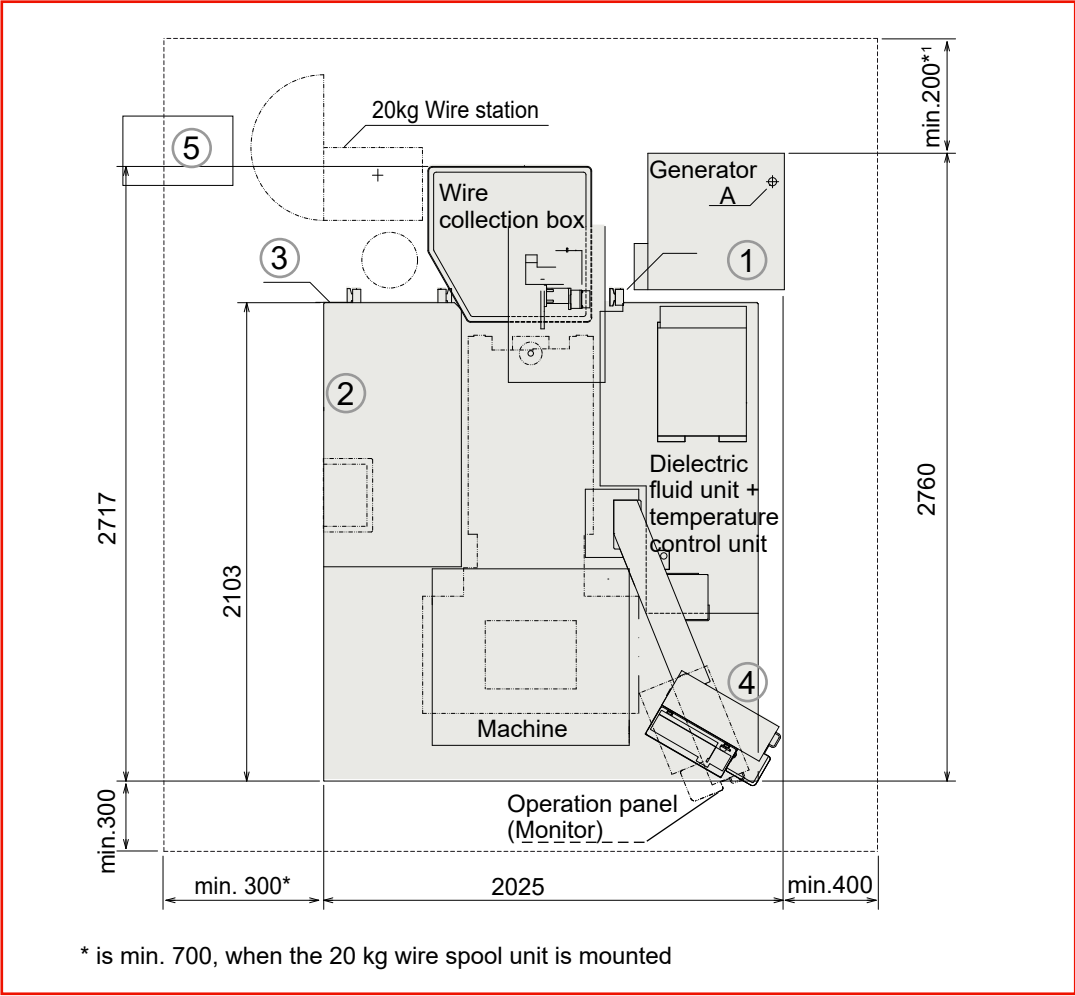 min.200*1
20kg Wire station
5
Generator
A
Wire
collection box
3
1
2
Dielectric
fluid unit +
temperature
control unit
2717
2103
2760
4
Machine
Operation panel
(Monitor)
min.300
min. 300*
2025
min.400
* is min. 700, when the 20 kg wire spool unit is mounted